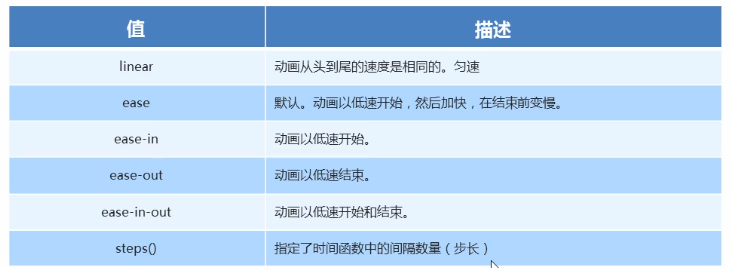 值 描述
linear 动画从头到尾的速度是相同的。匀速
ease 默认。动画以低速开始，然后加快，在结束前变慢。
ease-in 动画以低速开始。
ease-out 动画以低速结束。
ease-in-out 动画以低速开始和结束。
steps() 指定了时间函数中的间隔数量（步长）